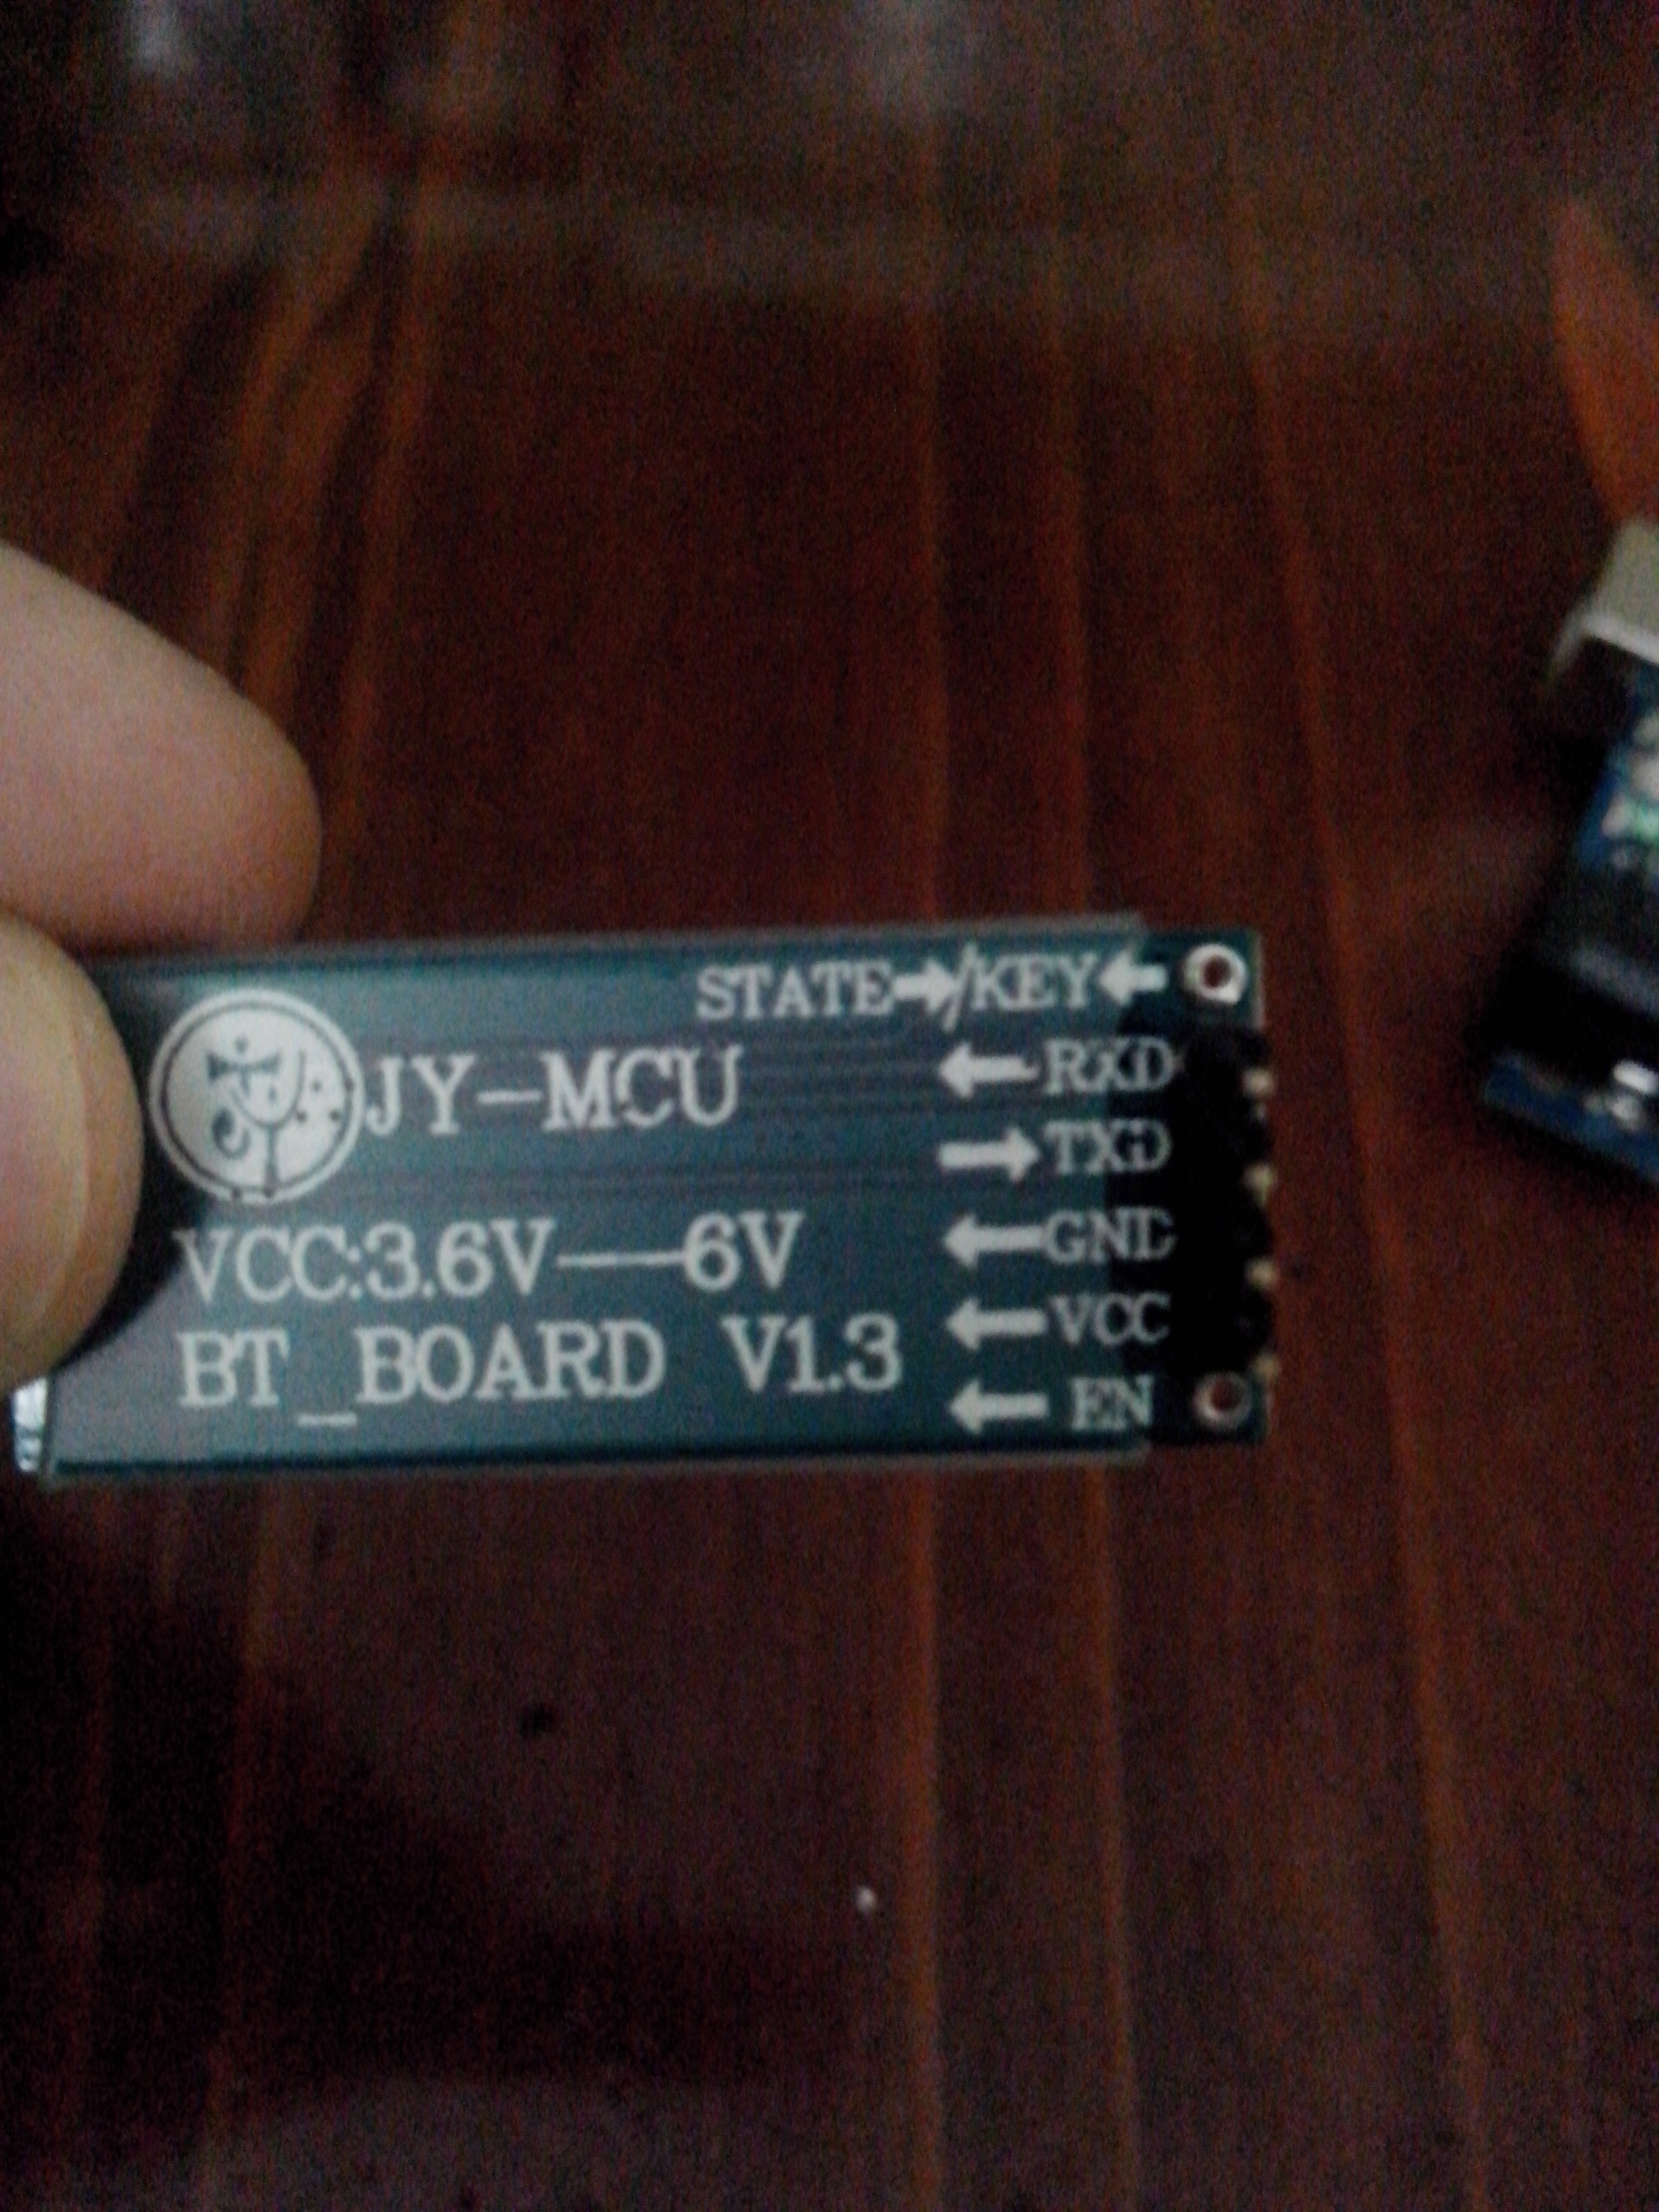 STATE→/KEY←
JY-MCU
←RXD
→TXD
VCC:3.6V—6V
←GND
BT_BOARD V1.3
←VCC
← EN